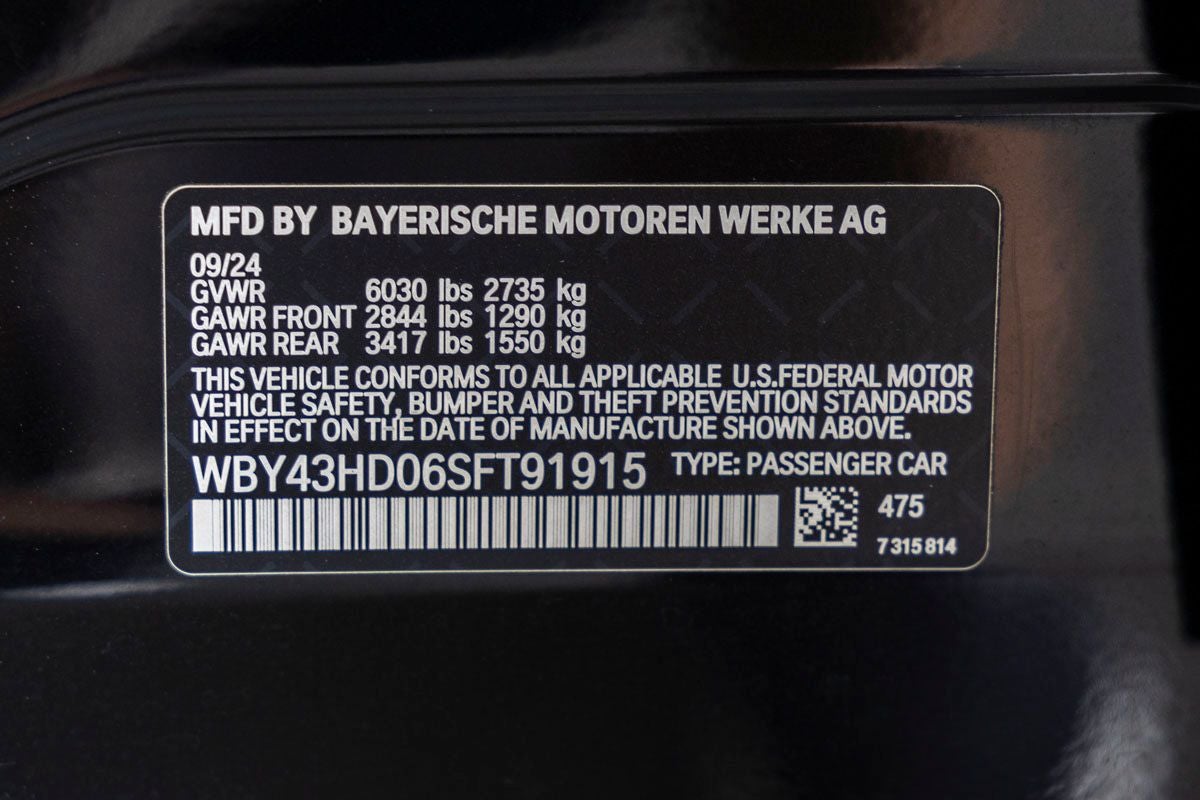 MFD BY BAYERISCHE MOTOREN WERKE AG
09/24
GVWR 6030 lbs 2735 kg
GAWR FRONT 2844 lbs 1290 kg
GAWR REAR 3417 lbs 1550 kg
THIS VEHICLE CONFORMS TO ALL APPLICABLE U.S.FEDERAL MOTOR
VEHICLE SAFETY, BUMPER AND THEFT PREVENTION STANDARDS
IN EFFECT ON THE DATE OF MANUFACTURE SHOWN ABOVE.
WBY43HD06SFT91915 TYPE: PASSENGER CAR
475
7 315 814